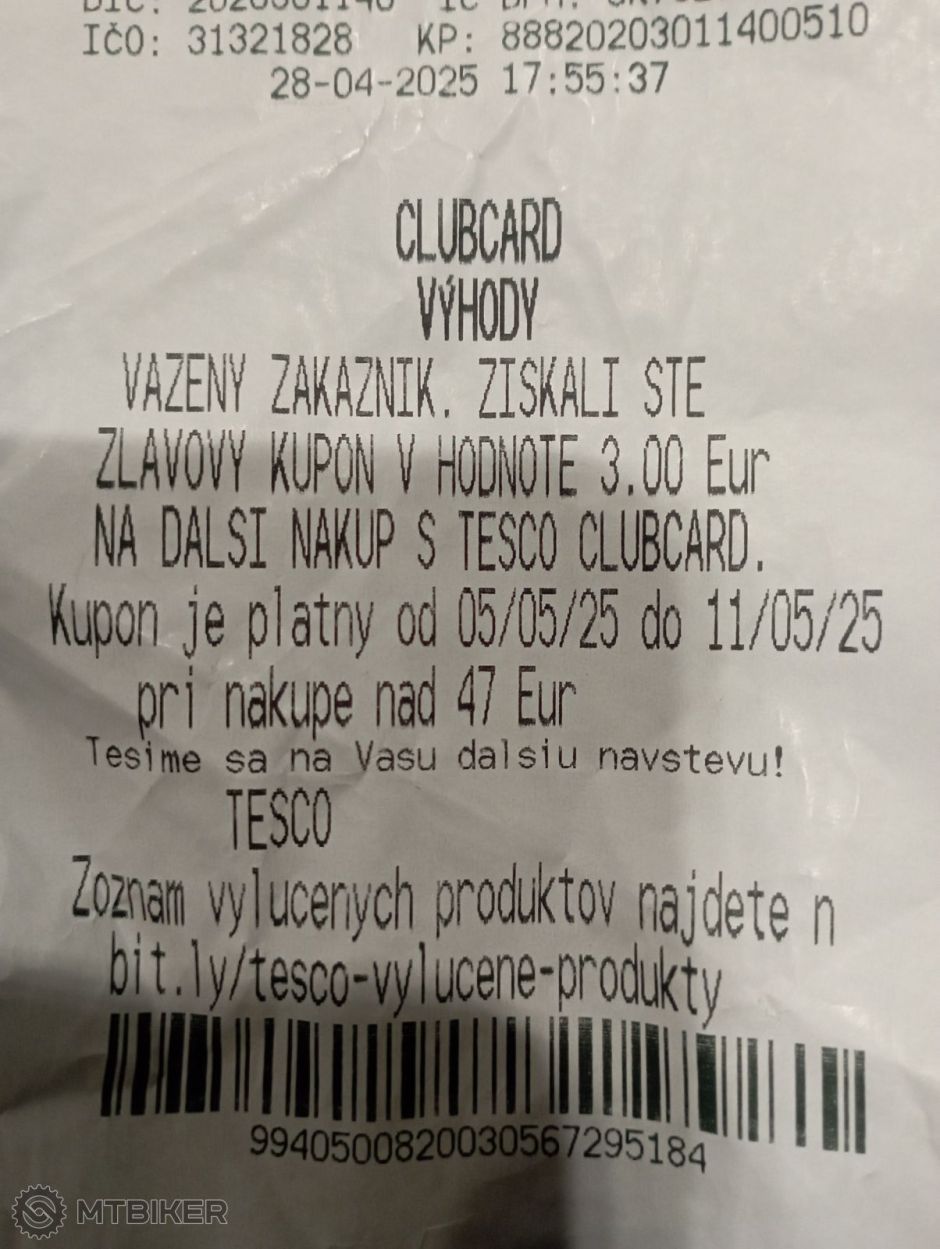 IČO: 31321828 KP: 88820203011400510
28-04-2025 17:55:37
CLUBCARD
VÝHODY
VAZENY ZAKAZNIK. ZISKALI STE
ZLAVOVY KUPON V HODNOTE 3.00 Eur
NA DALSI NAKUP S TESCO CLUBCARD.
Kupon je platny od 05/05/25 do 11/05/25
pri nakupe nad 47 Eur
Tesime sa na Vasu dalsiu navstevu!
TESCO
Zoznam vylucenych produktov najdete n
bit.ly/tesco-vylucene-produkty
9940500820030567295184
MTBIKER